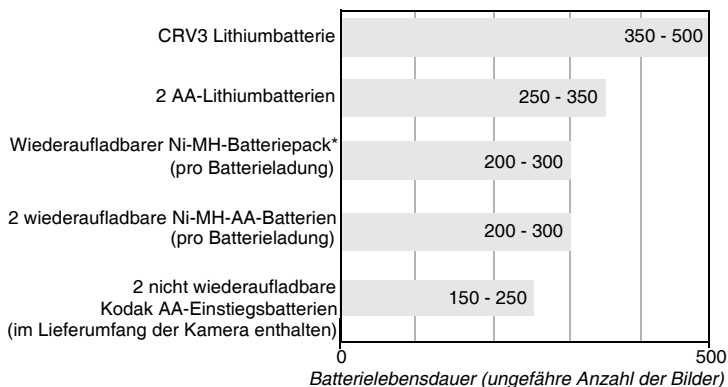 CRV3 Lithiumbatterie
350 - 500
2 AA-Lithiumbatterien
250 - 350
Wiederaufladbarer Ni-MH-Batteriepack*
(pro Batterieladung)
200 - 300
2 wiederaufladbare Ni-MH-AA-Batterien
(pro Batterieladung)
200 - 300
2 nicht wiederaufladbare
Kodak AA-Einstiegsbatterien
(im Lieferumfang der Kamera enthalten)
150 - 250
0
500
Batterielebensdauer (ungefähre Anzahl der Bilder)